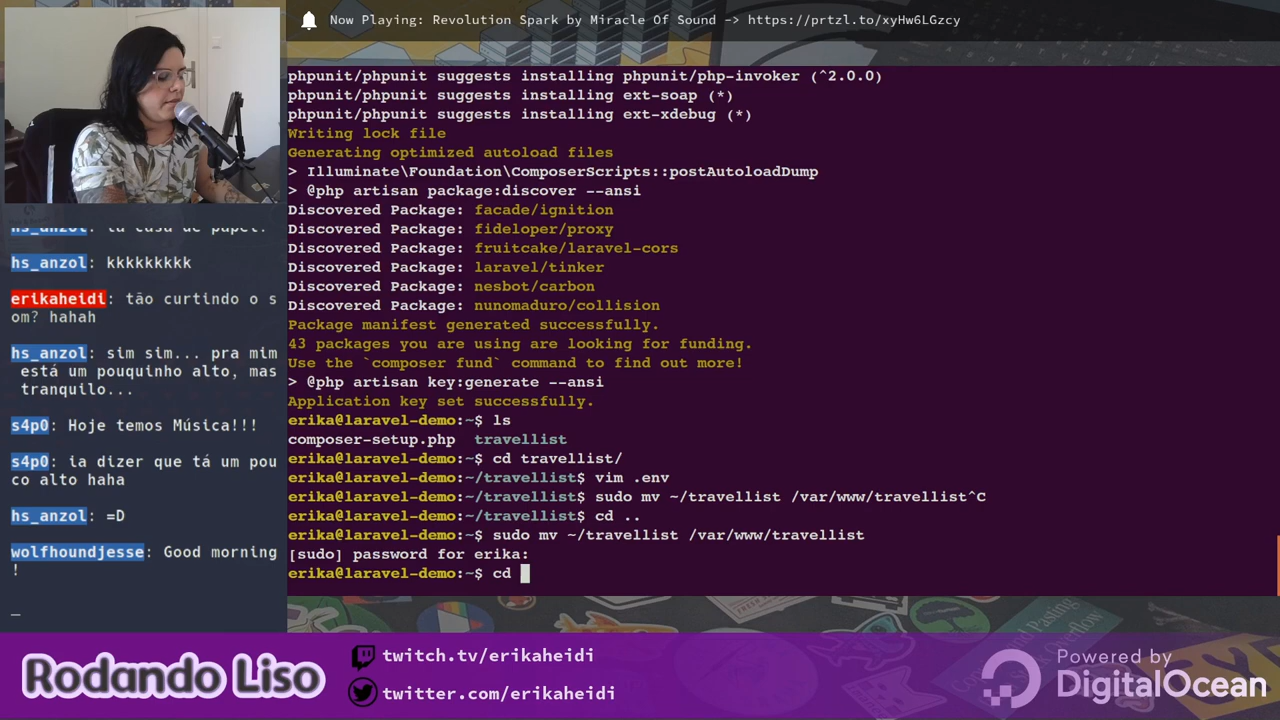 Now Playing: Revolution Spark by Miracle Of Sound -> https://prtzl.to/xyHw6LGzcy
phpunit/phpunit suggests installing phpunit/php-invoker (^2.0.0)
phpunit/phpunit suggests installing ext-soap (*)
phpunit/phpunit suggests installing ext-xdebug (*)
Writing lock file
Generating optimized autoload files
> Illuminate\Foundation\ComposerScripts::postAutoloadDump
> @php artisan package:discover --ansi
Discovered Package: facade/ignition
Discovered Package: fideloper/proxy
Discovered Package: fruitcake/laravel-cors
Discovered Package: laravel/tinker
Discovered Package: nesbot/carbon
Discovered Package: nunomaduro/collision
Package manifest generated successfully.
43 packages you are using are looking for funding.
Use the `composer fund` command to find out more!
> @php artisan key:generate --ansi
Application key set successfully.
erika@laravel-demo:~$ ls
composer-setup.php travellist
erika@laravel-demo:~$ cd travellist/
erika@laravel-demo:~/travellist$ vim .env
erika@laravel-demo:~/travellist$ sudo mv ~/travellist /var/www/travellist^C
erika@laravel-demo:~/travellist$ cd ..
erika@laravel-demo:~$ sudo mv ~/travellist /var/www/travellist
[sudo] password for erika:
erika@laravel-demo:~$ cd
hs_anzol: la casa de papel?
hs_anzol: kkkkkkkkk
erikaheidi: tão curtindo o s
om? hahah
hs_anzol: sim sim... pra mim
está um pouquinho alto, mas
tranquilo...
s4p0: Hoje temos Música!!!
s4p0: ia dizer que tá um pou
co alto haha
hs_anzol: =D
wolfhoundjesse: Good morning
!
_
Rodando Liso
twitch.tv/erikaheidi
twitter.com/erikaheidi
Powered by
DigitalOcean